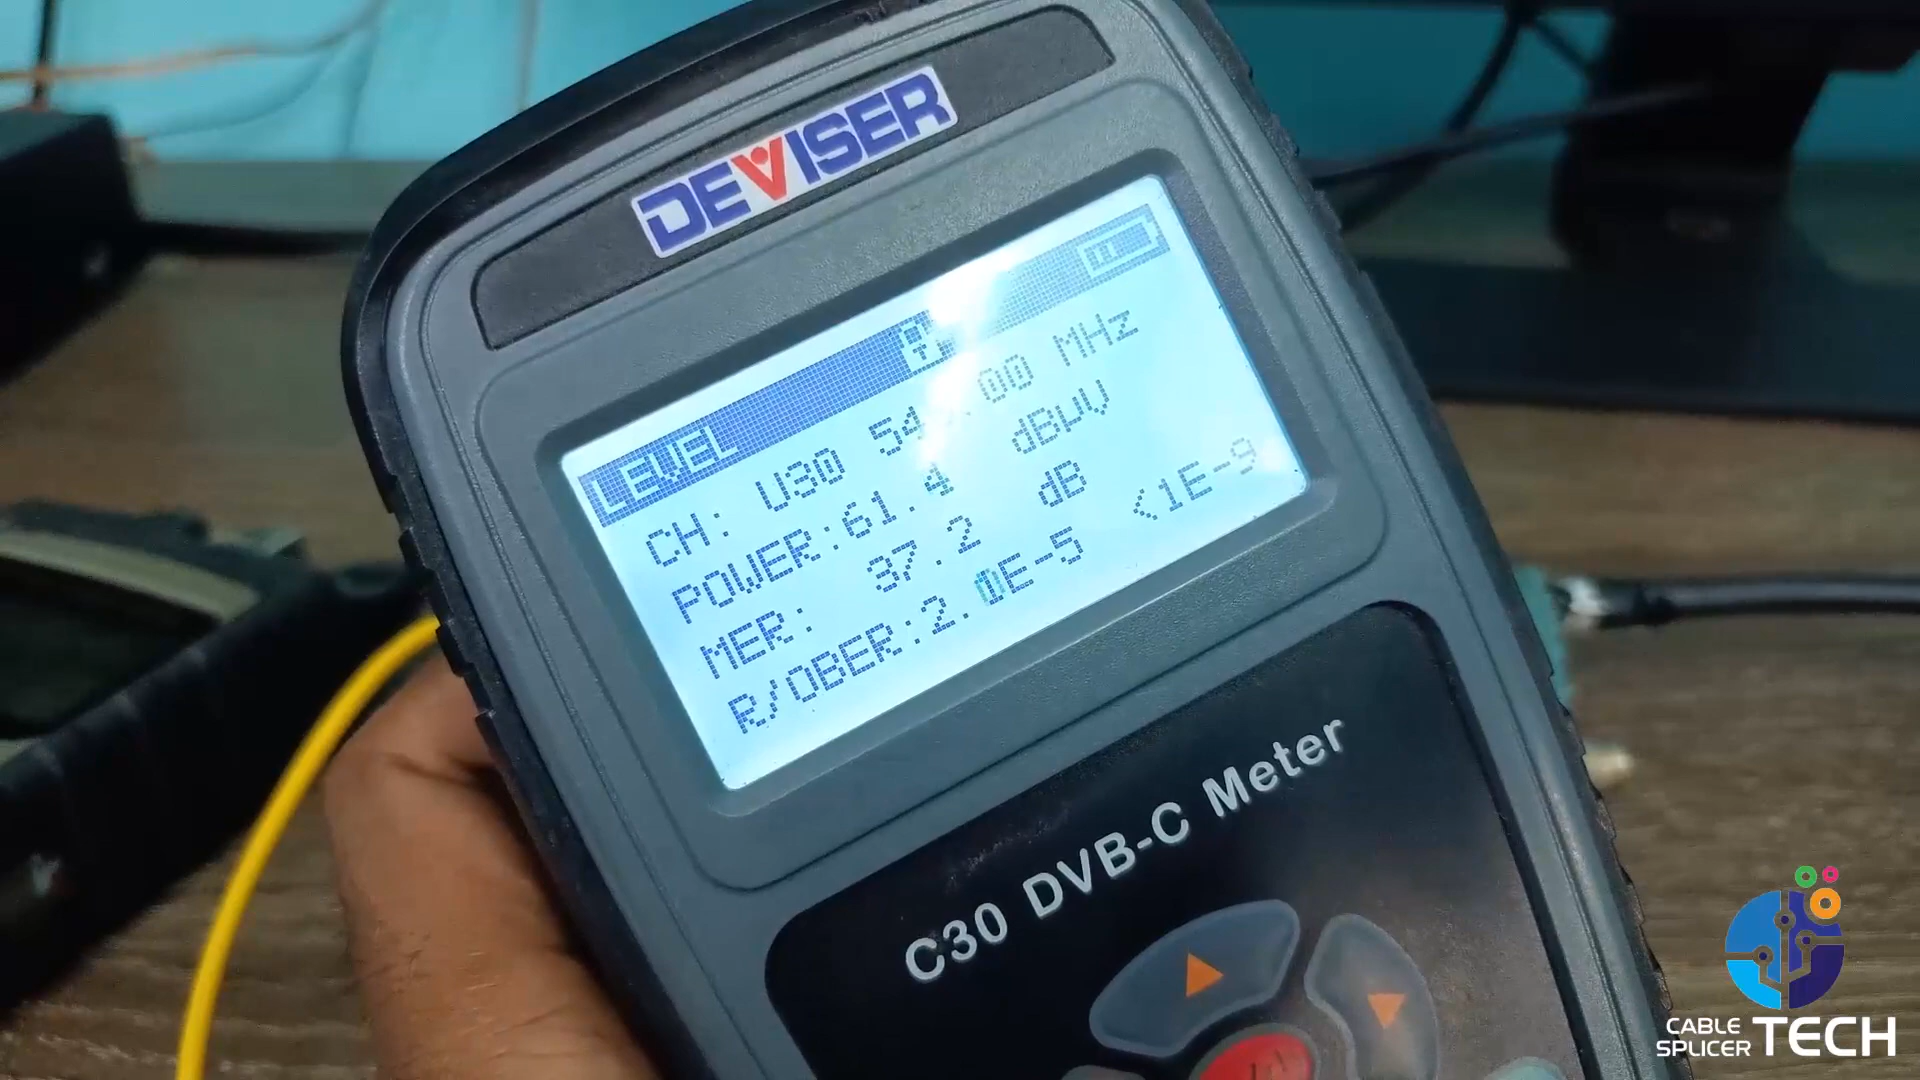 DEVISER
LEVEL
CH: U30 54 .00 MHz
POWER:61.4 dBµV
MER: 37.2 dB
R/OBER:2. E-5 <1E-9
C30 DVB-C Meter
CABLE
SPLICER TECH